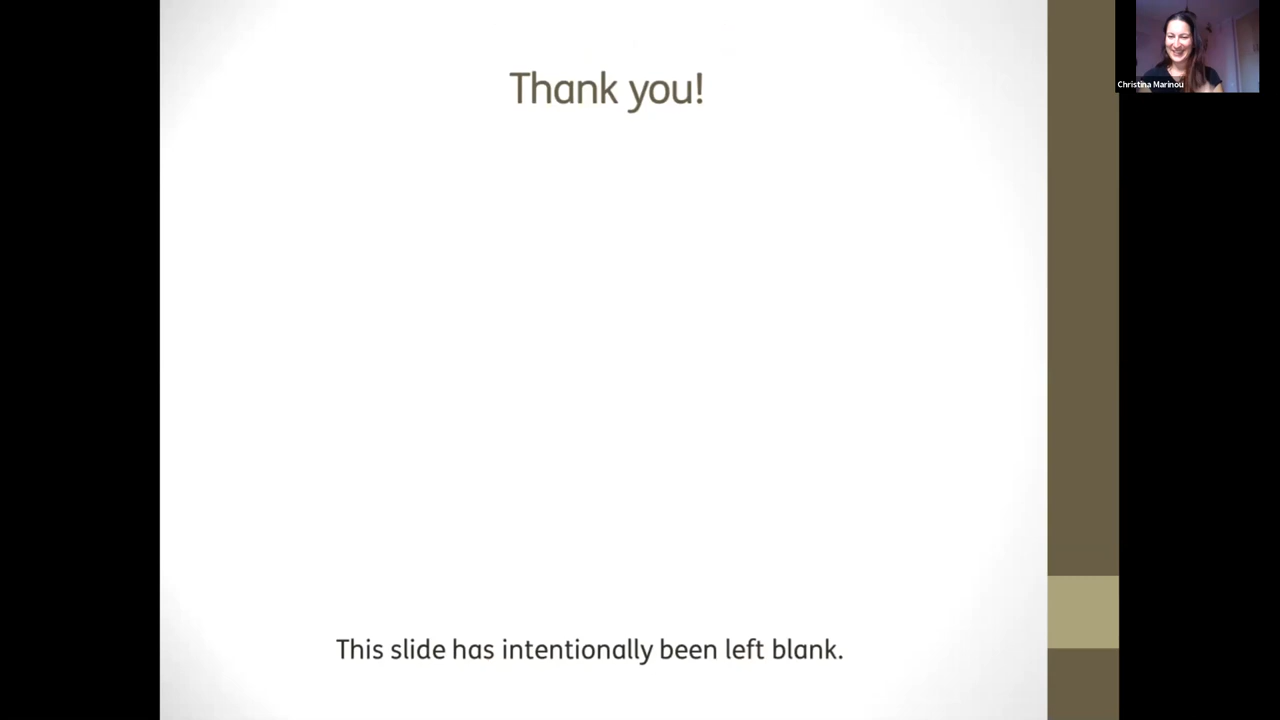 Thank you!
Christina Marinou
This slide has intentionally been left blank.